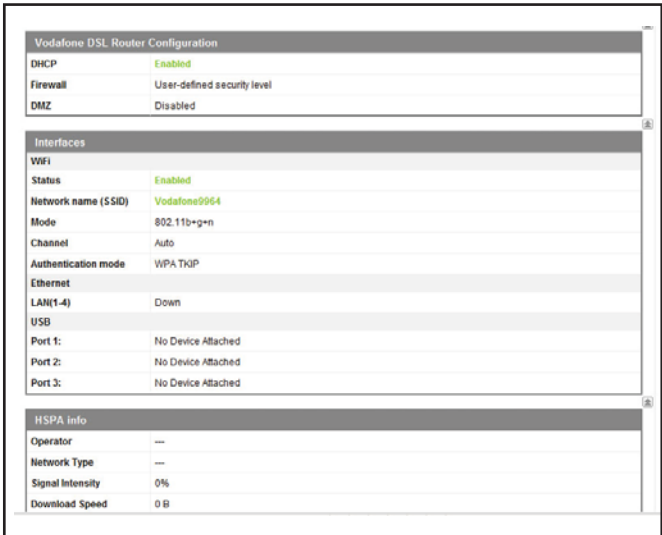 Vodafone DSL Router Configuration
DHCP Enabled
Firewall User-defined security level
DMZ Disabled
Interfaces
WiFi
Status Enabled
Network name (SSID) Vodafone9964
Mode 802.11b+g+n
Channel Auto
Authentication mode WPA TKIP
Ethernet
LAN(1-4) Down
USB
Port 1: No Device Attached
Port 2: No Device Attached
Port 3: No Device Attached
HSPA info
Operator ---
Network Type ---
Signal Intensity 0%
Download Speed 0 B